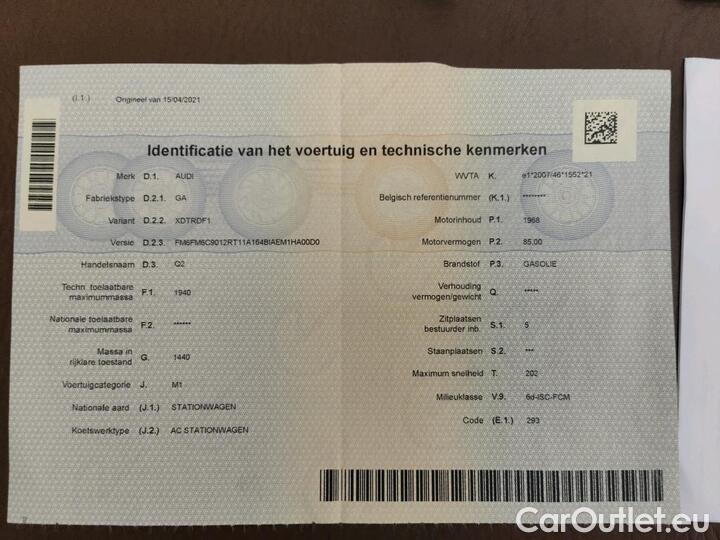 (I.1.) Origineel van 15/04/2021
Identificatie van het voertuig en technische kenmerken
Merk D.1. AUDI
Fabriekstype D.2.1. GA
Variant D.2.2. XDTRDF1
Versie D.2.3. FM6FM6C9012RT11A164BIAEM1HA00D0
Handelsnaam D.3. Q2
Techn. toelaatbare
maximummassa F.1. 1940
Nationale toelaatbare
maximummassa F.2. ******
Massa in
rijklare toestand G. 1440
Voertuigcategorie J. M1
Nationale aard (J.1.) STATIONWAGEN
Koetswerktype (J.2.) AC STATIONWAGEN
WVTA K. e1*2007/46*1552*21
Belgisch referentienummer (K.1.) ********
Motorinhoud P.1. 1968
Motorvermogen P.2. 85,00
Brandstof P.3. GASOLIE
Verhouding
vermogen/gewicht Q. *****
Zitplaatsen
bestuurder inb. S.1. 5
Staanplaatsen S.2. ***
Maximum snelheid T. 202
Milieuklasse V.9. 6d-ISC-FCM
Code (E.1.) 293
CarOutlet.eu